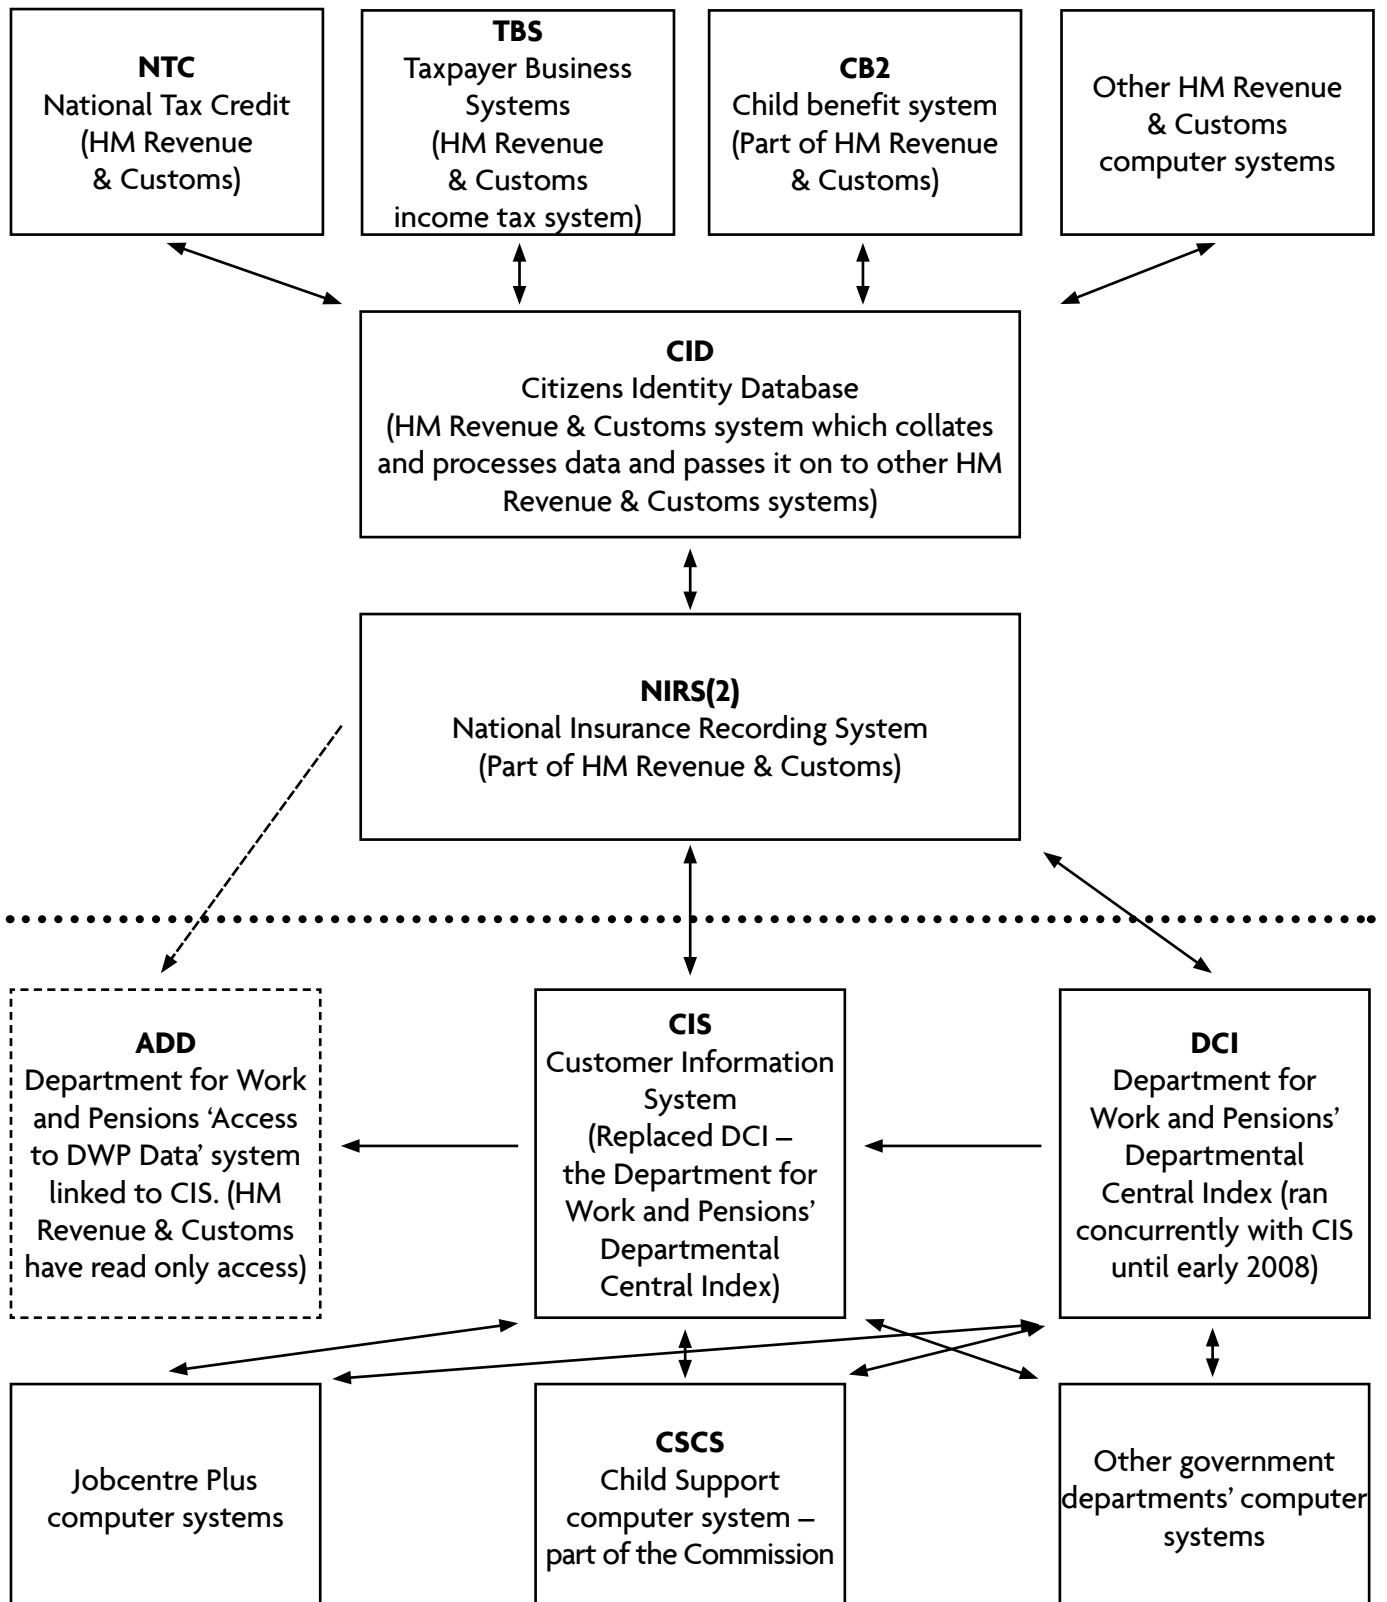 NTC
National Tax Credit
(HM Revenue
& Customs)
TBS
Taxpayer Business
Systems
(HM Revenue
& Customs
income tax system)
CB2
Child benefit system
(Part of HM Revenue
& Customs)
Other HM Revenue
& Customs
computer systems
CID
Citizens Identity Database
(HM Revenue & Customs system which collates
and processes data and passes it on to other HM
Revenue & Customs systems)
NIRS(2)
National Insurance Recording System
(Part of HM Revenue & Customs)
ADD
Department for Work
and Pensions ‘Access
to DWP Data’ system
linked to CIS. (HM
Revenue & Customs
have read only access)
CIS
Customer Information
System
(Replaced DCI –
the Department for
Work and Pensions’
Departmental
Central Index)
DCI
Department for
Work and Pensions’
Departmental
Central Index (ran
concurrently with CIS
until early 2008)
Jobcentre Plus
computer systems
CSCS
Child Support
computer system –
part of the Commission
Other government
departments’ computer
systems